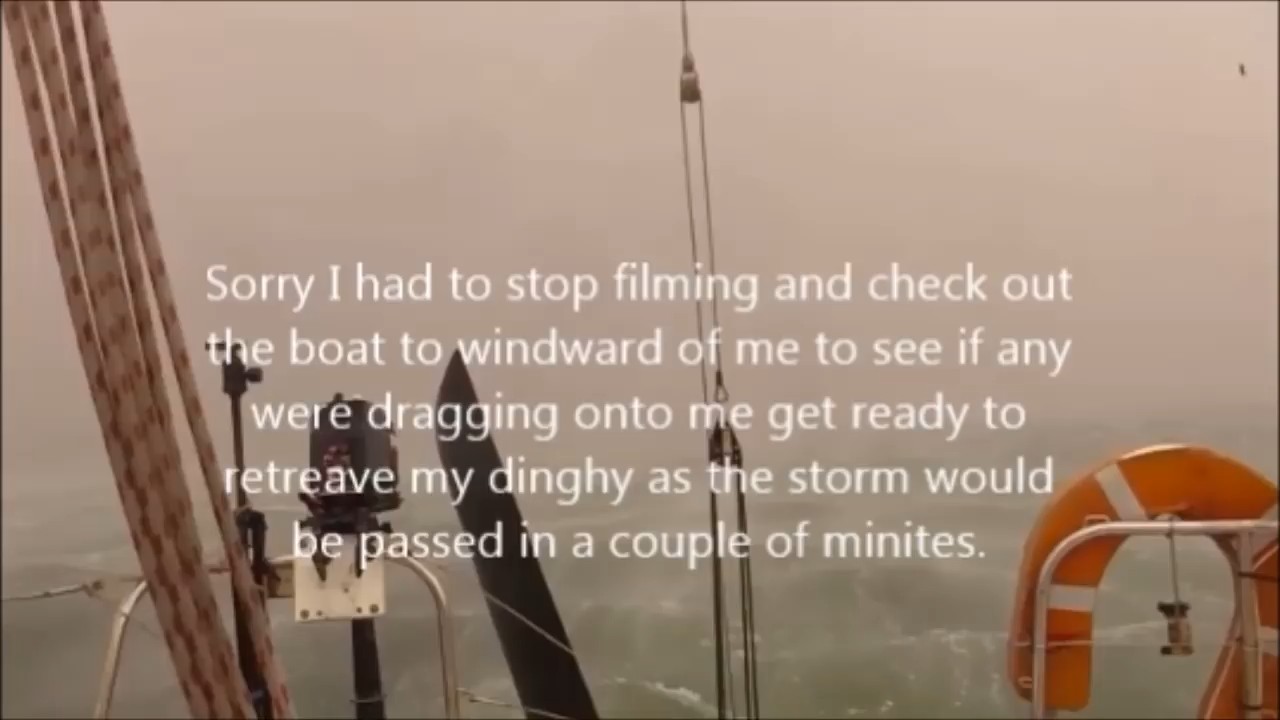 Sorry I had to stop filming and check out
the boat to windward of me to see if any
were dragging onto me get ready to
retreave my dinghy as the storm would
be passed in a couple of minites.